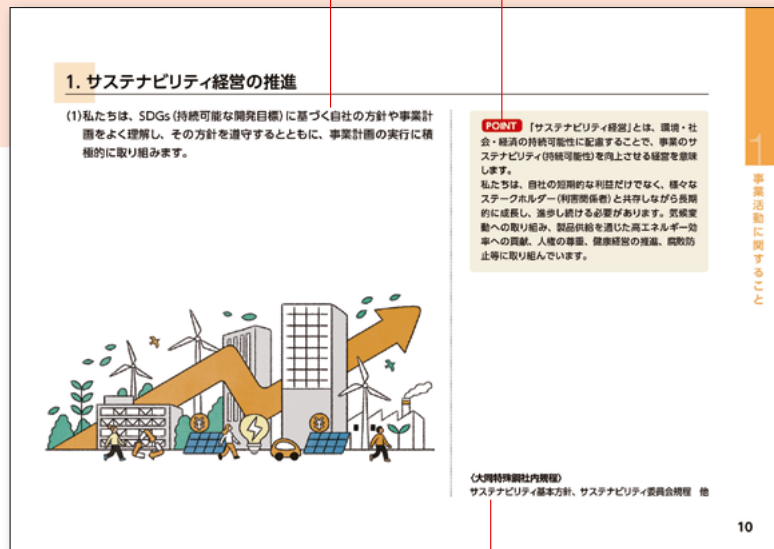 1. サステナビリティ経営の推進
(1)私たちは、SDGs(持続可能な開発目標)に基づく自社の方針や事業計
画をよく理解し、その方針を遵守するとともに、事業計画の実行に積
極的に取り組みます。
POINT 「サステナビリティ経営」とは、環境・社
会・経済の持続可能性に配慮することで、事業のサ
ステナビリティ(持続可能性)を向上させる経営を意味
します。
私たちは、自社の短期的な利益だけでなく、様々な
ステークホルダー(利害関係者)と共存しながら長期
的に成長し、進歩し続ける必要があります。気候変
動への取り組み、製品供給を通じた高エネルギー効
率への貢献、人権の尊重、健康経営の推進、腐敗防
止等に取り組んでいます。
1
事業活動に関すること
〈大同特殊鋼社内規程〉
サステナビリティ基本方針、サステナビリティ委員会規程 他
10